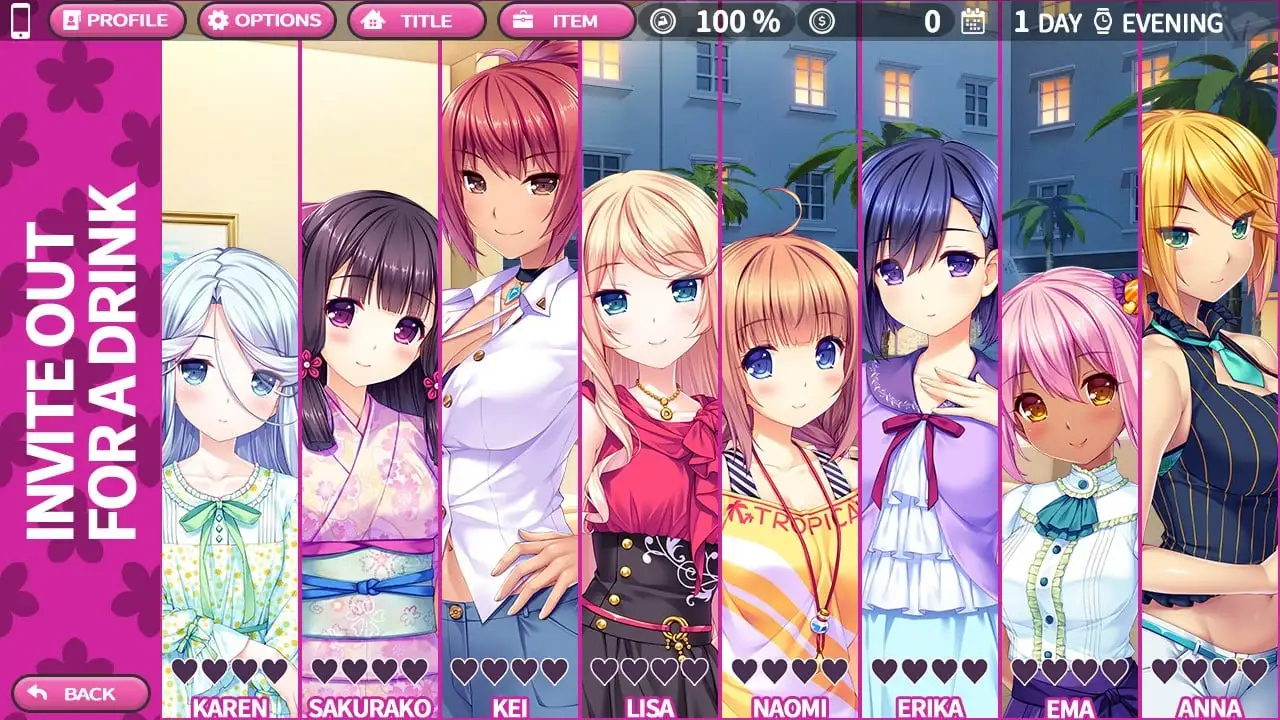 PROFILE
OPTIONS
TITLE
ITEM
100 %
0
1 DAY
EVENING
INVITE OUT
FOR A DRINK
TROPICA
BACK
KAREN
SAKURAKO
KEI
LISA
NAOMI
ERIKA
EMA
ANNA